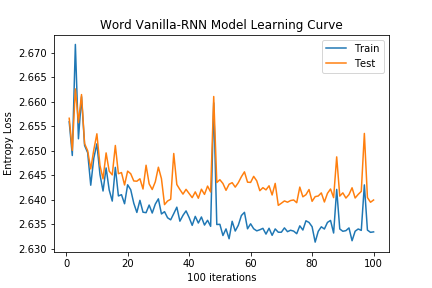 Word Vanilla-RNN Model Learning Curve
Train
Test
2.670
2.665
2.660
2.655
2.650
2.645
2.640
2.635
2.630
Entropy Loss
0 20 40 60 80 100
100 iterations